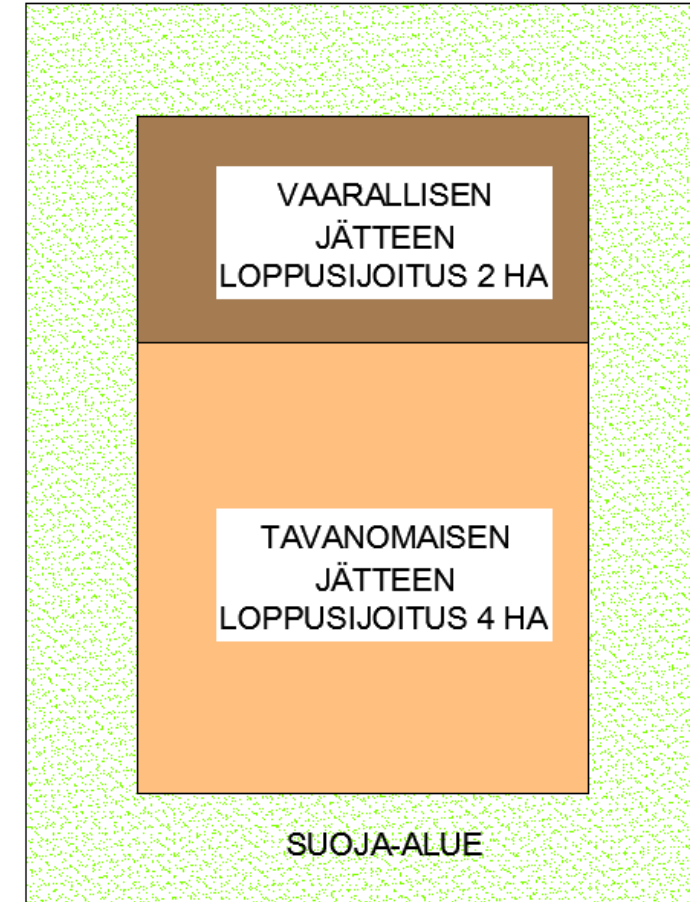 VAARALLISEN
JÄTTEEN
LOPPUSIJOITUS 2 HA
TAVANOMAISEN
JÄTTEEN
LOPPUSIJOITUS 4 HA
SUOJA-ALUE